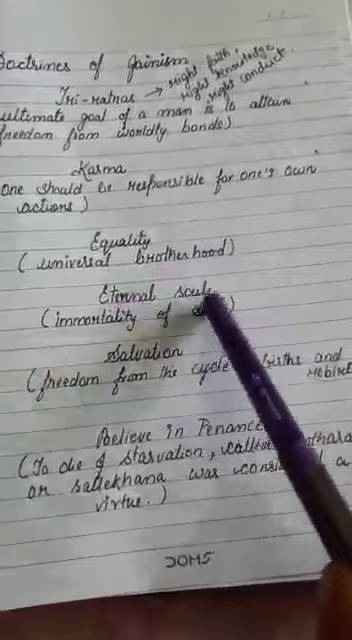 Doctrines of Jainism
Tri-ratnas → right faith,
right knowledge
right conduct.
ultimate goal of a man is to attain
freedom from worldly bonds)
Karma
one should be responsible for one's own
actions)
Equality
(universal brotherhood)
Eternal soul
(immortality of
Salvation
(freedom from the cycle births and
rebirt
Believe in Penance
(To die of starvation, called
or sallekhana was a
virtue.)